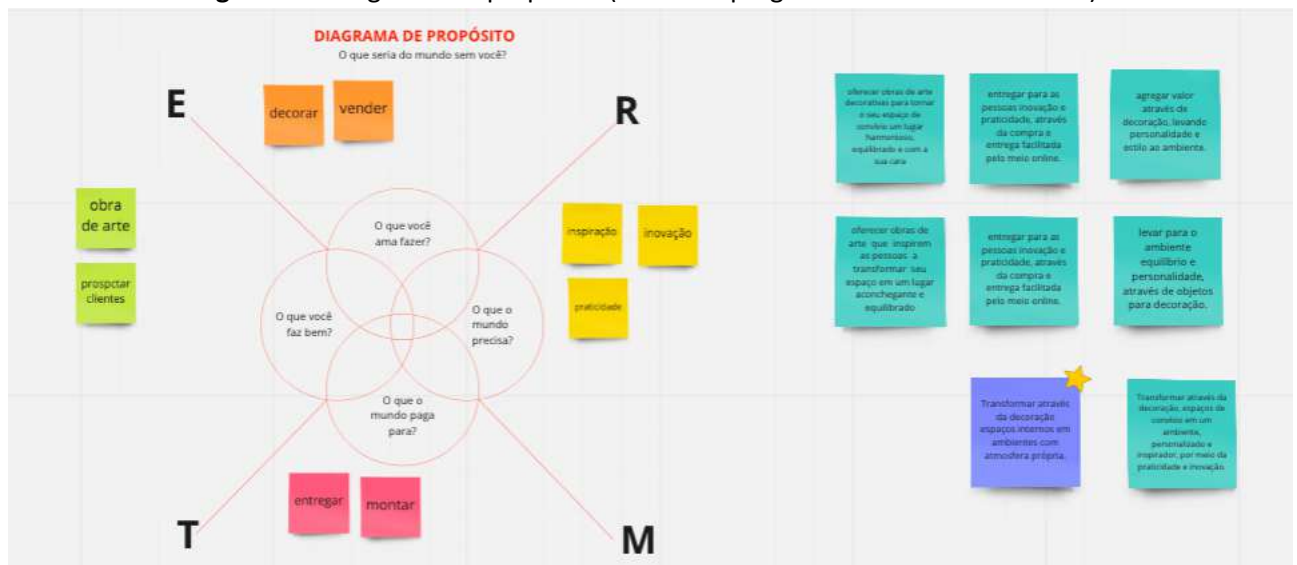 DIAGRAMA DE PROPÓSITO
O que seria do mundo sem você?
E
decorar
vender
R
obra
de arte
prospctar
clientes
O que você
ama fazer?
O que você
faz bem?
O que o
mundo
precisa?
O que o
mundo paga
para?
inspiração
inovação
praticidade
T
entregar
montar
M
oferecer obras de arte
decorativas para tornar
o seu espaço de
convívio um lugar
harmonioso,
equilibrado e com a
sua cara
entregar para as
pessoas inovação e
praticidade, através
da compra e
entrega facilitada
pelo meio online.
agregar valor
através de
decoração, levando
personalidade e
estilo ao ambiente.
oferecer obras de
arte que inspirem
as pessoas a
transformar seu
espaço em um lugar
aconchegante e
equilibrado
entregar para as
pessoas inovação e
praticidade, através
da compra e
entrega facilitada
pelo meio online.
levar para o
ambiente
equilíbrio e
personalidade,
através de objetos
para decoração.
Transformar através
da decoração
espaços internos em
ambientes com
atmosfera própria.
Transformar através da
decoração, espaços de
convívio em um
ambiente,
personalizado e
inspirador, por meio da
praticidade e inovação